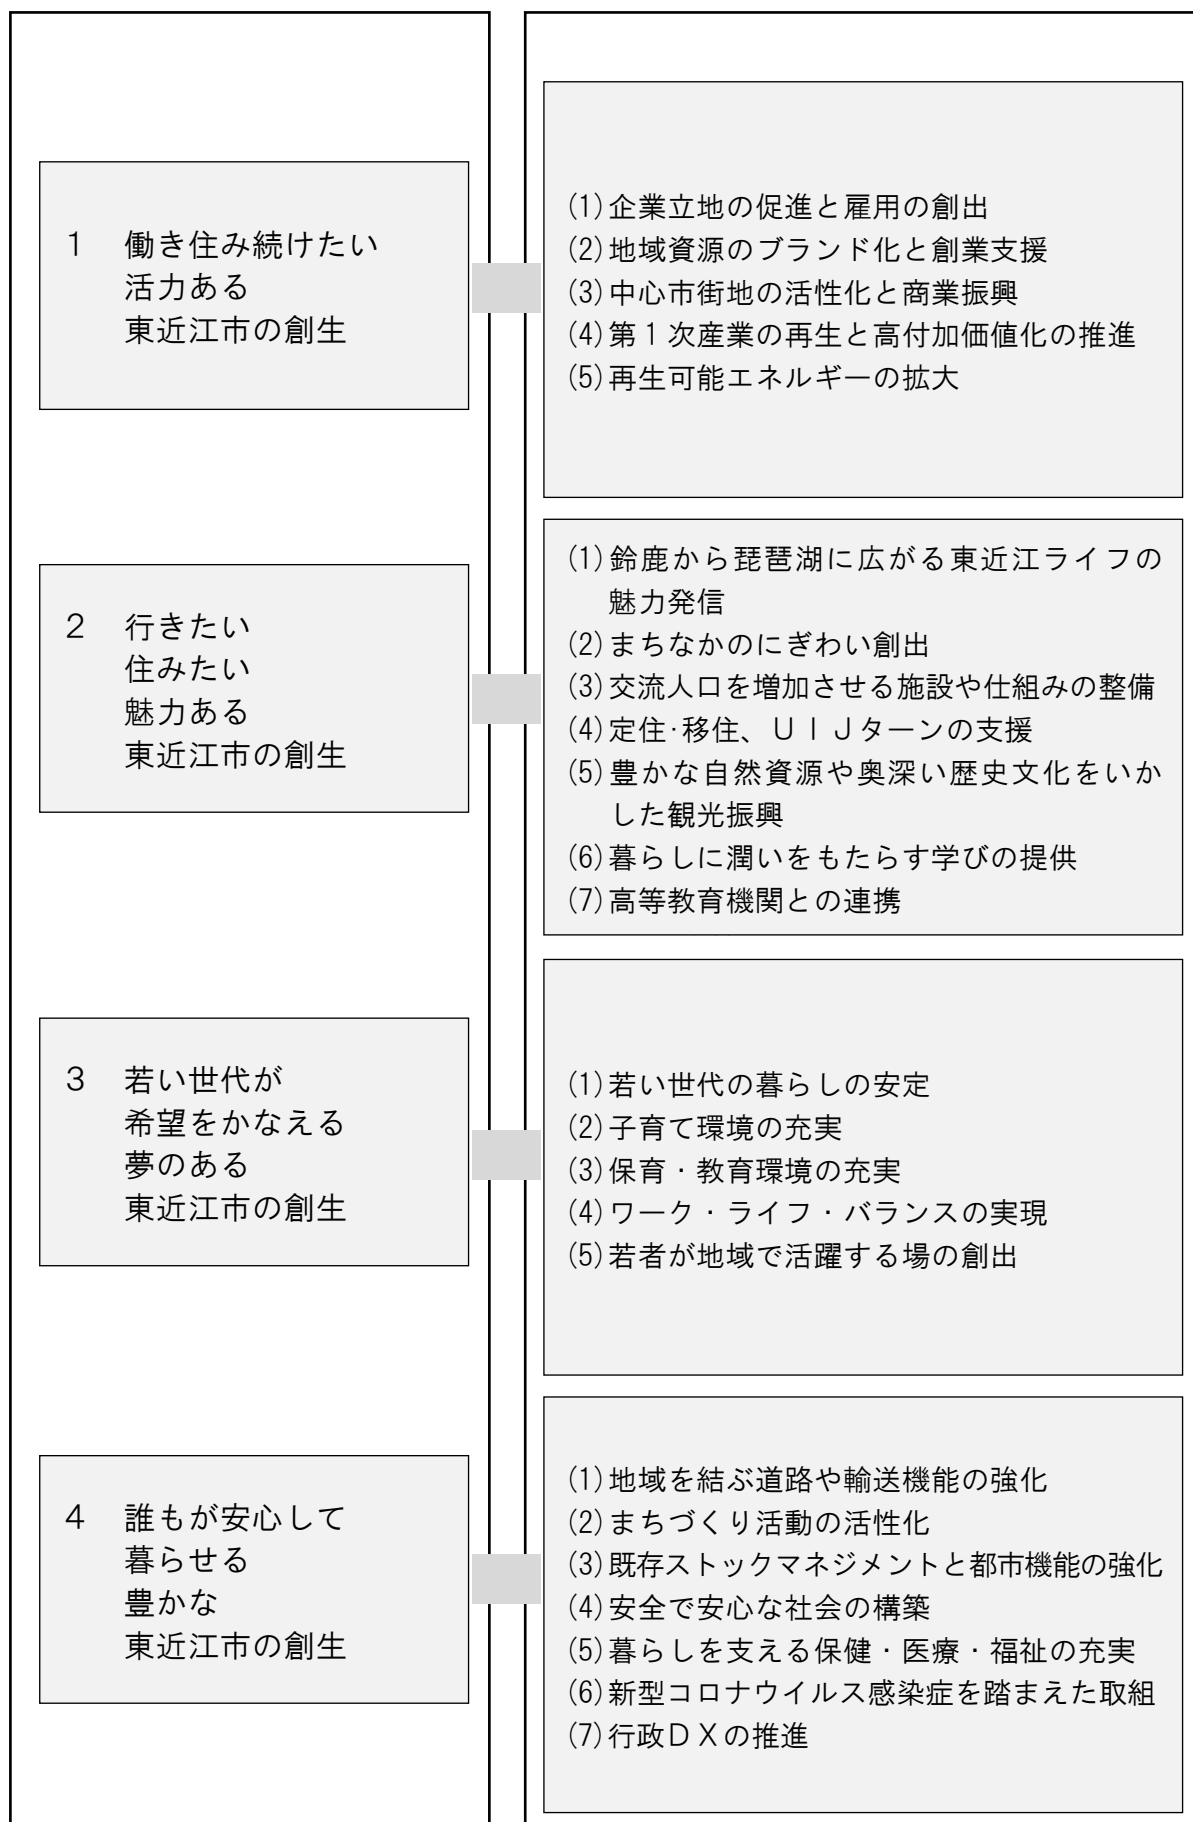 1 働き住み続けたい
活力ある
東近江市の創生
(1)企業立地の促進と雇用の創出
(2)地域資源のブランド化と創業支援
(3)中心市街地の活性化と商業振興
(4)第1次産業の再生と高付加価値化の推進
(5)再生可能エネルギーの拡大
2 行きたい
住みたい
魅力ある
東近江市の創生
(1)鈴鹿から琵琶湖に広がる東近江ライフの
魅力発信
(2)まちなかのにぎわい創出
(3)交流人口を増加させる施設や仕組みの整備
(4)定住・移住、UIJターンの支援
(5)豊かな自然資源や奥深い歴史文化をいか
した観光振興
(6)暮らしに潤いをもたらす学びの提供
(7)高等教育機関との連携
3 若い世代が
希望をかなえる
夢のある
東近江市の創生
(1)若い世代の暮らしの安定
(2)子育て環境の充実
(3)保育・教育環境の充実
(4)ワーク・ライフ・バランスの実現
(5)若者が地域で活躍する場の創出
4 誰もが安心して
暮らせる
豊かな
東近江市の創生
(1)地域を結ぶ道路や輸送機能の強化
(2)まちづくり活動の活性化
(3)既存ストックマネジメントと都市機能の強化
(4)安全で安心な社会の構築
(5)暮らしを支える保健・医療・福祉の充実
(6)新型コロナウイルス感染症を踏まえた取組
(7)行政DXの推進